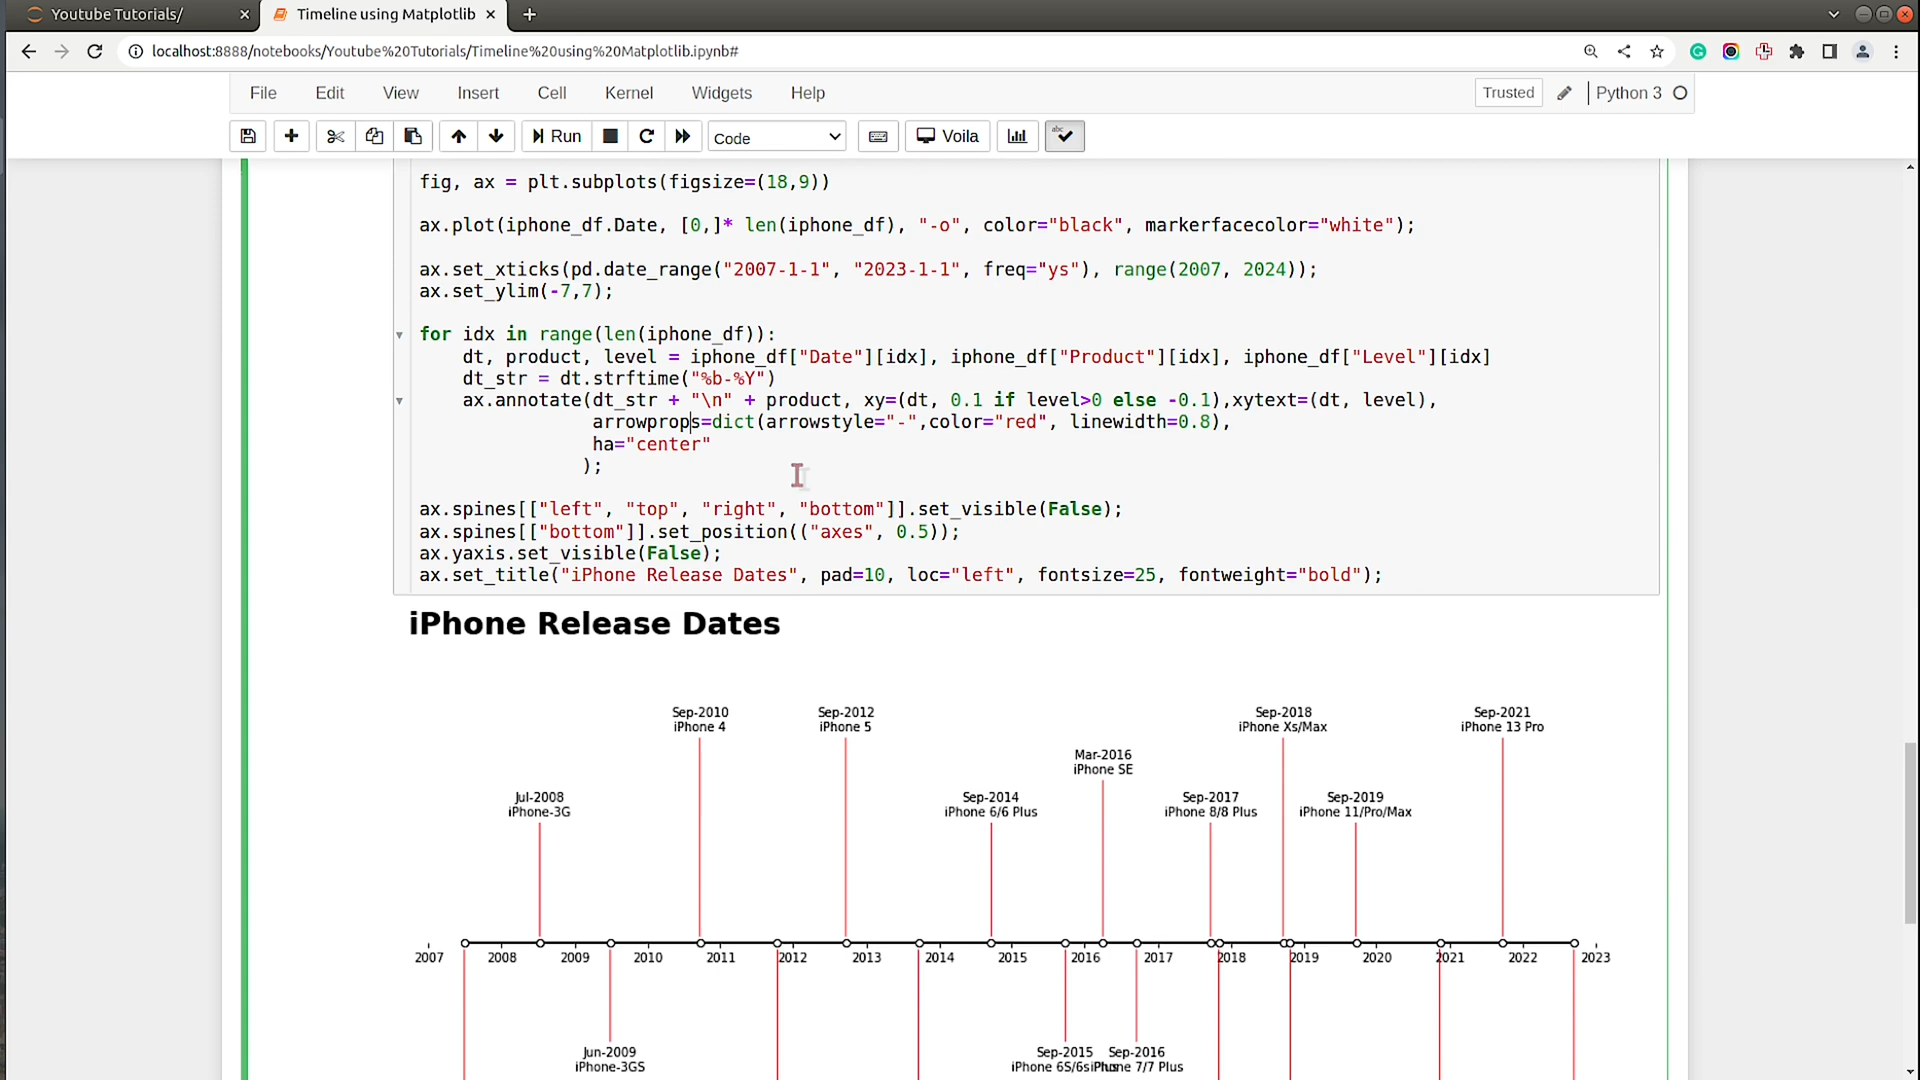 Youtube Tutorials/
Timeline using Matplotlib
localhost:8888/notebooks/Youtube%20Tutorials/Timeline%20using%20Matplotlib.ipynb#
File Edit View Insert Cell Kernel Widgets Help
Trusted Python 3
Run Code Voila
fig, ax = plt.subplots(figsize=(18,9))
ax.plot(iphone_df.Date, [0,]* len(iphone_df), "-o", color="black", markerfacecolor="white");
ax.set_xticks(pd.date_range("2007-1-1", "2023-1-1", freq="ys"), range(2007, 2024));
ax.set_ylim(-7,7);
for idx in range(len(iphone_df)):
dt, product, level = iphone_df["Date"][idx], iphone_df["Product"][idx], iphone_df["Level"][idx]
dt_str = dt.strftime("%b-%Y")
ax.annotate(dt_str + "\n" + product, xy=(dt, 0.1 if level>0 else -0.1),xytext=(dt, level),
arrowprops=dict(arrowstyle="-",color="red", linewidth=0.8),
ha="center"
);
ax.spines[["left", "top", "right", "bottom"]].set_visible(False);
ax.spines[["bottom"]].set_position(("axes", 0.5));
ax.yaxis.set_visible(False);
ax.set_title("iPhone Release Dates", pad=10, loc="left", fontsize=25, fontweight="bold");
iPhone Release Dates
Sep-2010
iPhone 4
Sep-2012
iPhone 5
Sep-2018
iPhone Xs/Max
Sep-2021
iPhone 13 Pro
Mar-2016
iPhone SE
Jul-2008
iPhone-3G
Sep-2014
iPhone 6/6 Plus
Sep-2017
iPhone 8/8 Plus
Sep-2019
iPhone 11/Pro/Max
2007 2008 2009 2010 2011 2012 2013 2014 2015 2016 2017 2018 2019 2020 2021 2022 2023
Jun-2009
iPhone-3GS
Sep-2015
iPhone 6S/6s
Sep-2016
7/7 Plus